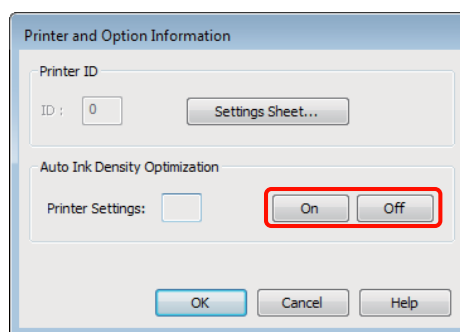 Printer and Option Information
Printer ID
ID : 0 Settings Sheet...
Auto Ink Density Optimization
Printer Settings: On Off
OK Cancel Help